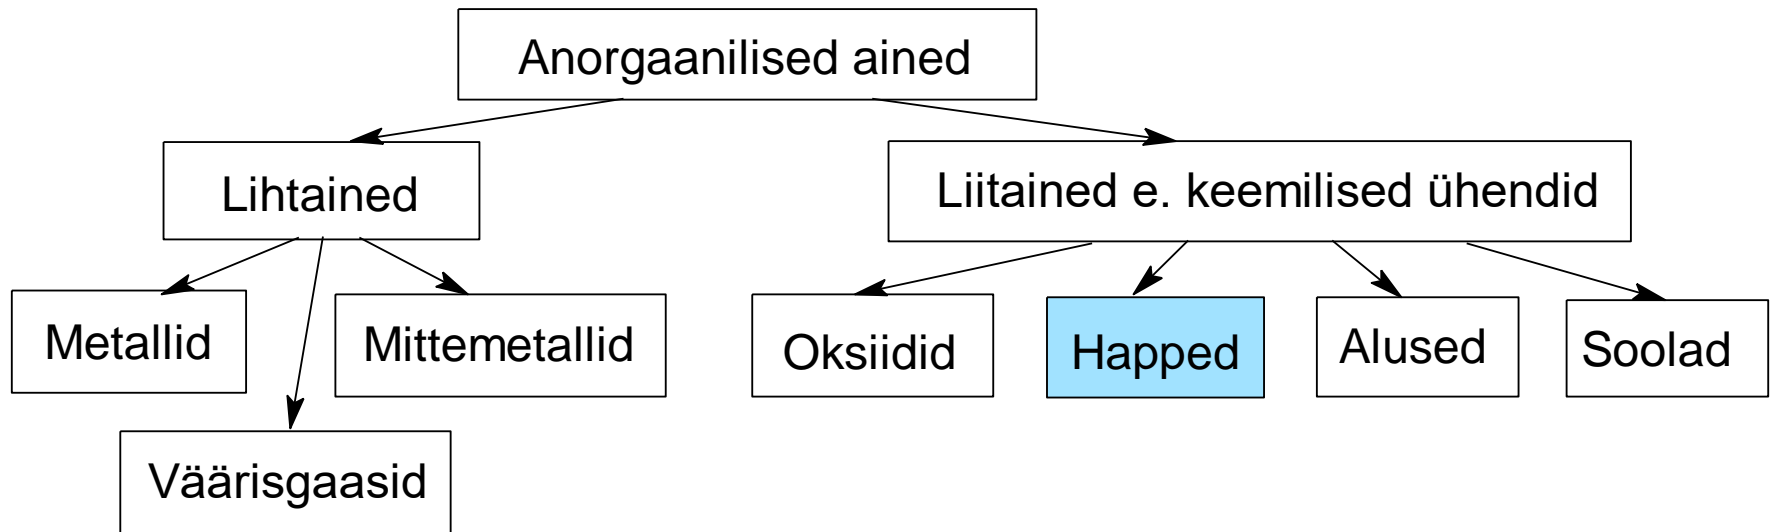 Anorgaanilised ained
Lihtained
Liitained e. keemilised ühendid
Metallid
Mittemetallid
Oksiidid
Happed
Alused
Soolad
Väärisgaasid